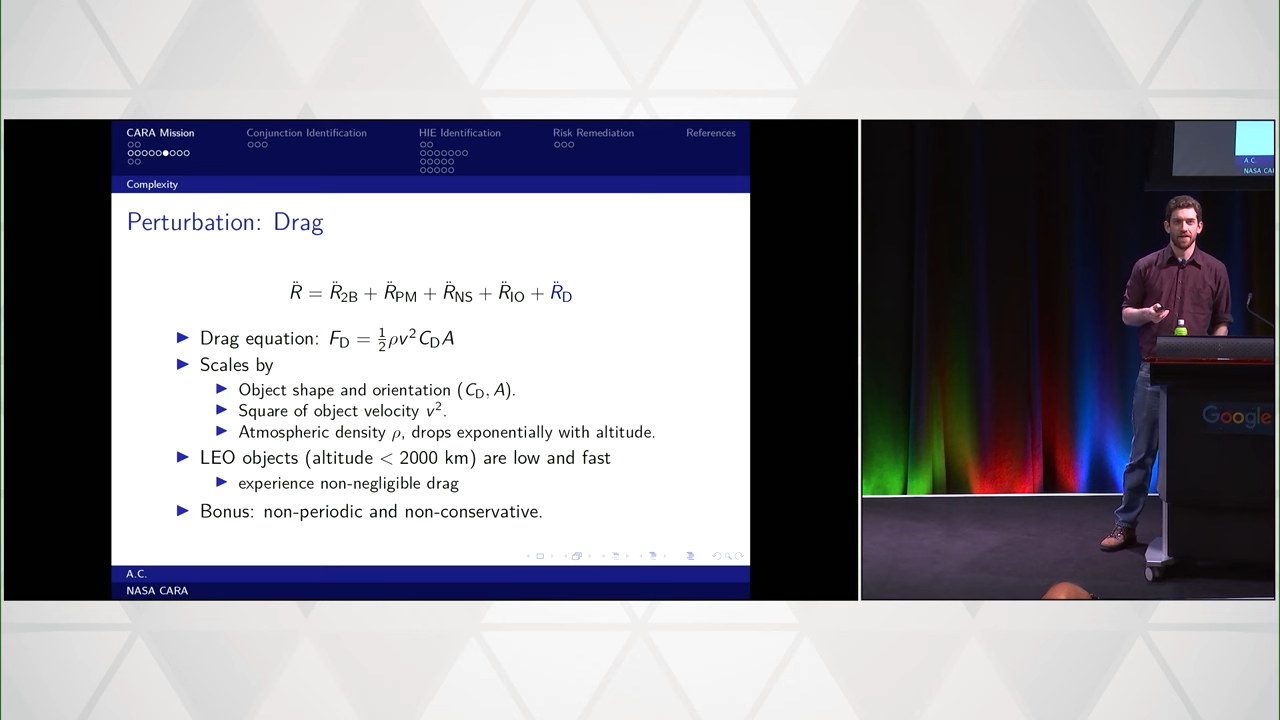 CARA Mission
Conjunction Identification
HIE Identification
Risk Remediation
References
Complexity
Perturbation: Drag
R̈ = R̈2B + R̈PM + R̈NS + R̈IO + R̈D
▶ Drag equation: FD = ½ρv²CDA
▶ Scales by
▶ Object shape and orientation (CD, A).
▶ Square of object velocity v².
▶ Atmospheric density ρ, drops exponentially with altitude.
▶ LEO objects (altitude < 2000 km) are low and fast
▶ experience non-negligible drag
▶ Bonus: non-periodic and non-conservative.
A.C.
NASA CARA
A.C.
NASA CA
Google